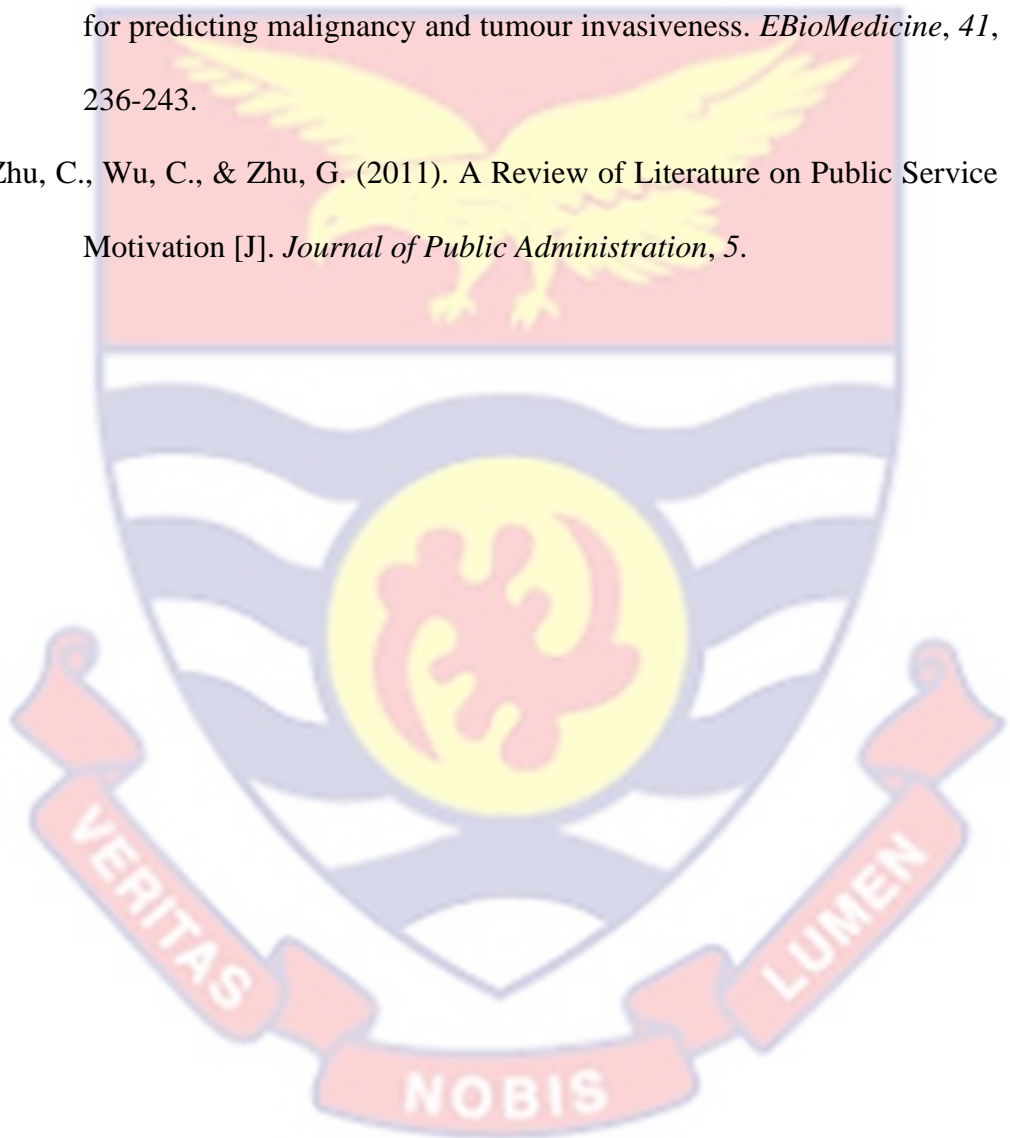 for predicting malignancy and tumour invasiveness. EBioMedicine, 41,
236-243.
Zhu, C., Wu, C., & Zhu, G. (2011). A Review of Literature on Public Service
Motivation [J]. Journal of Public Administration, 5.
VERITAS
NOBIS
LUMEN